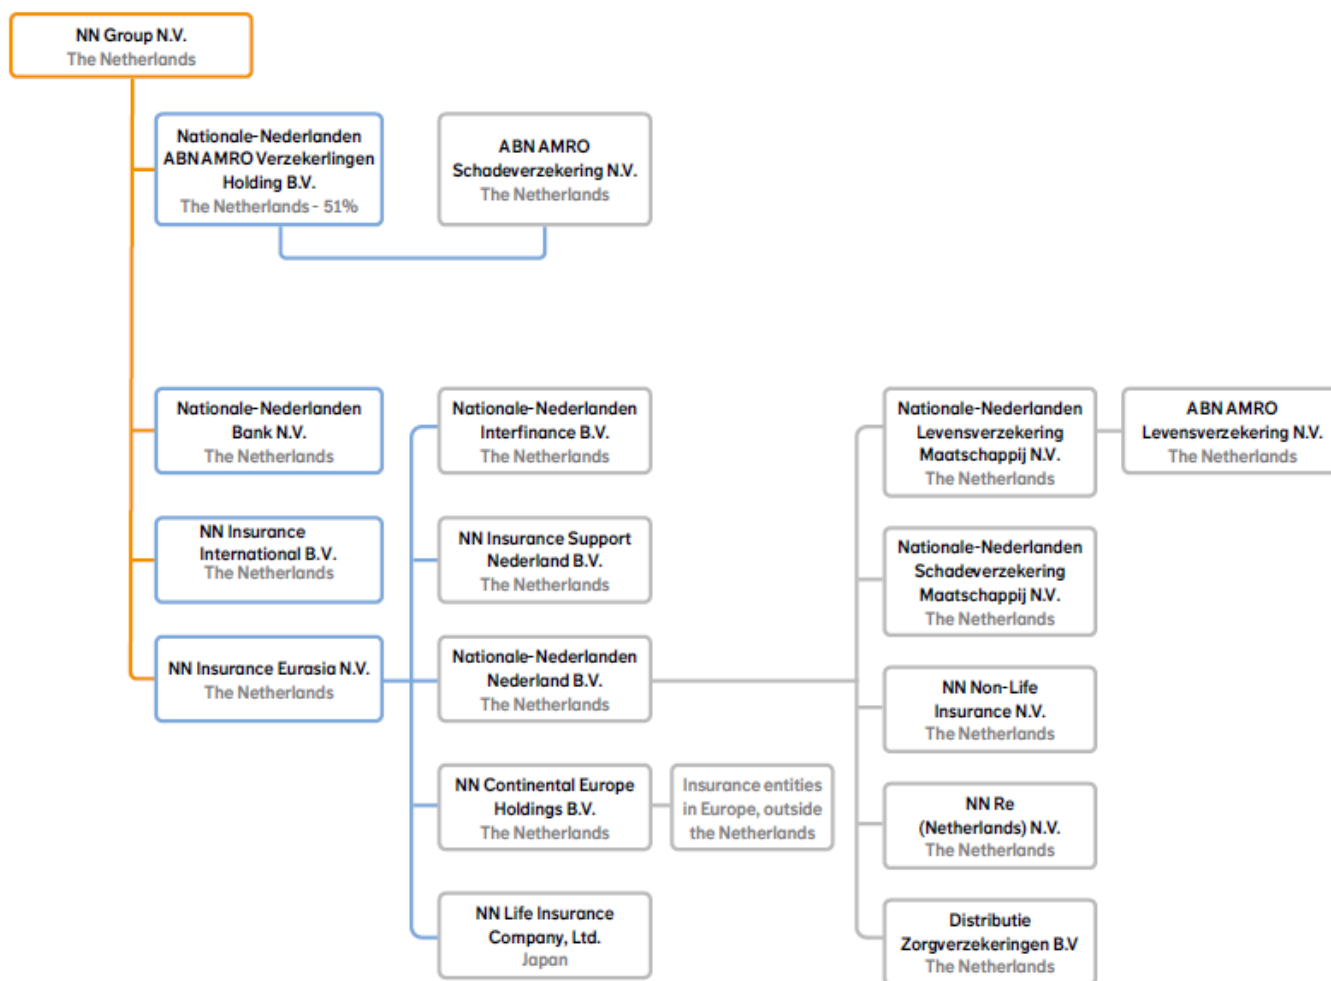 NN Group N.V.
The Netherlands
Nationale-Nederlanden
ABN AMRO Verzekerlingen
Holding B.V.
The Netherlands - 51%
ABN AMRO
Schadeverzekering N.V.
The Netherlands
Nationale-Nederlanden
Bank N.V.
The Netherlands
Nationale-Nederlanden
Interfinance B.V.
The Netherlands
Nationale-Nederlanden
Levensverzekering
Maatschappij N.V.
The Netherlands
ABN AMRO
Levensverzekering N.V.
The Netherlands
NN Insurance
International B.V.
The Netherlands
NN Insurance Support
Nederland B.V.
The Netherlands
Nationale-Nederlanden
Schadeverzekering
Maatschappij N.V.
The Netherlands
NN Insurance Eurasia N.V.
The Netherlands
Nationale-Nederlanden
Nederland B.V.
The Netherlands
NN Non-Life
Insurance N.V.
The Netherlands
NN Continental Europe
Holdings B.V.
The Netherlands
Insurance entities
in Europe, outside
the Netherlands
NN Re
(Netherlands) N.V.
The Netherlands
NN Life Insurance
Company, Ltd.
Japan
Distributie
Zorgverzekeringen B.V
The Netherlands